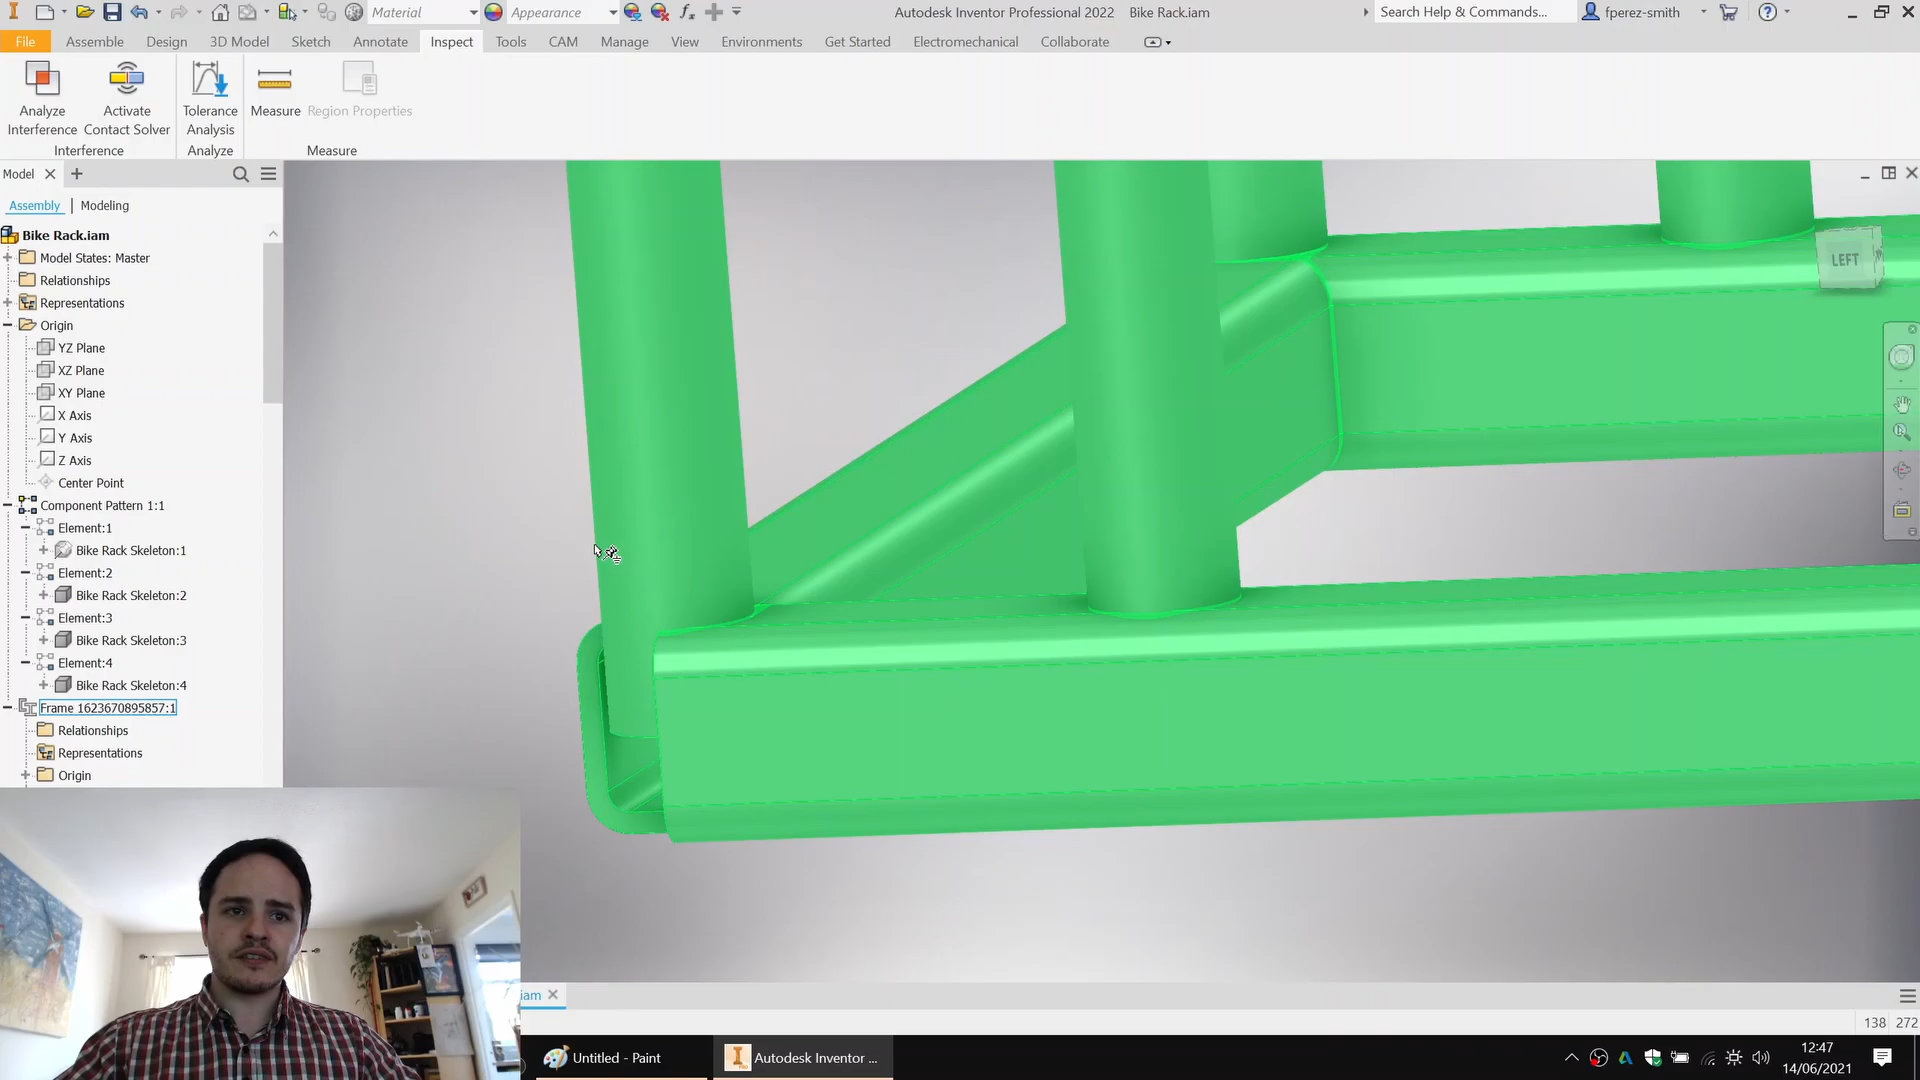 Material
Appearance
Autodesk Inventor Professional 2022 Bike Rack.iam
Search Help & Commands...
fperez-smith
File Assemble Design 3D Model Sketch Annotate Inspect Tools CAM Manage View Environments Get Started Electromechanical Collaborate
Analyze Interference
Activate Contact Solver
Tolerance Analysis
Measure
Region Properties
Interference
Analyze
Measure
Model
Assembly | Modeling
Bike Rack.iam
Model States: Master
Relationships
Representations
Origin
YZ Plane
XZ Plane
XY Plane
X Axis
Y Axis
Z Axis
Center Point
Component Pattern 1:1
Element:1
Bike Rack Skeleton:1
Element:2
Bike Rack Skeleton:2
Element:3
Bike Rack Skeleton:3
Element:4
Bike Rack Skeleton:4
Frame 1623670895857:1
Relationships
Representations
Origin
LEFT
iam
138 272
Untitled - Paint
Autodesk Inventor ...
12:47
14/06/2021